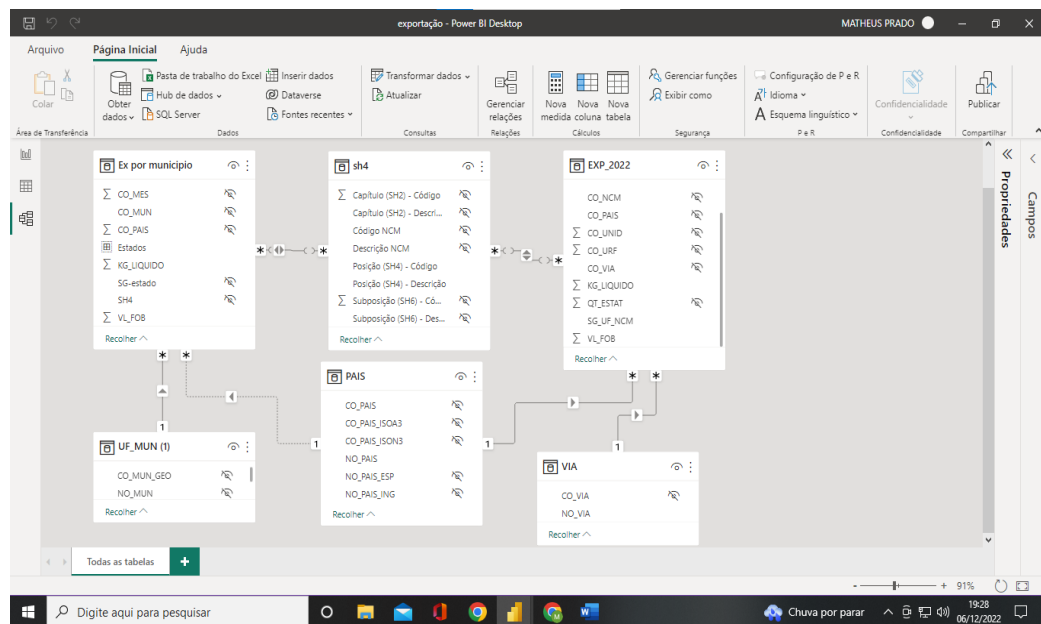 exportação - Power BI Desktop
MATHEUS PRADO
Arquivo
Página Inicial
Ajuda
Colar
Área de Transferência
Obter
dados
Pasta de trabalho do Excel
Hub de dados
SQL Server
Inserir dados
Dataverse
Fontes recentes
Dados
Transformar dados
Atualizar
Consultas
Gerenciar
relações
Relações
Nova
medida
Nova
coluna
Nova
tabela
Cálculos
Gerenciar funções
Exibir como
Segurança
Configuração de P e R
Idioma
Esquema linguístico
P e R
Confidencialidade
Confidencialidade
Publicar
Compartilhar
Ex por municipio
Σ CO_MES
CO_MUN
Σ CO_PAIS
Estados
Σ KG_LIQUIDO
SG-estado
SH4
Σ VL_FOB
Recolher
sh4
Σ Capítulo (SH2) - Código
Capítulo (SH2) - Descri...
Código NCM
Descrição NCM
Posição (SH4) - Código
Posição (SH4) - Descrição
Σ Subposição (SH6) - Có...
Subposição (SH6) - Des...
Recolher
EXP_2022
CO_NCM
CO_PAIS
Σ CO_UNID
Σ CO_URF
CO_VIA
Σ KG_LIQUIDO
Σ QT_ESTAT
SG_UF_NCM
Σ VL_FOB
Recolher
* * * *
* *
* *
1
1
1
1
UF_MUN (1)
CO_MUN_GEO
NO_MUN
Recolher
PAIS
CO_PAIS
CO_PAIS_ISOA3
CO_PAIS_ISON3
NO_PAIS
NO_PAIS_ESP
NO_PAIS_ING
Recolher
VIA
CO_VIA
NO_VIA
Recolher
Propriedades
Campos
Todas as tabelas
+
- + 91%
Digite aqui para pesquisar
Chuva por parar
19:28
06/12/2022